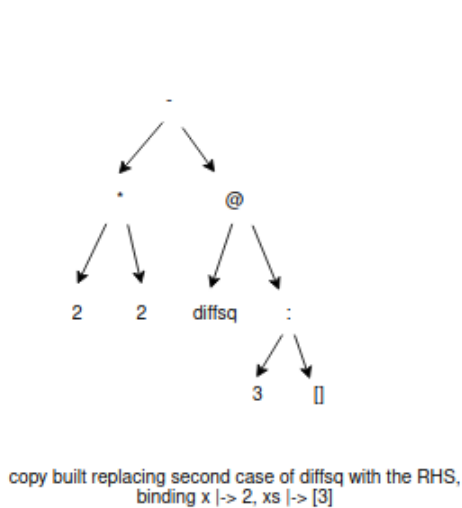 -
* @
2 2 diffsq :
3 []
copy built replacing second case of diffsq with the RHS,
binding x |-> 2, xs |-> [3]